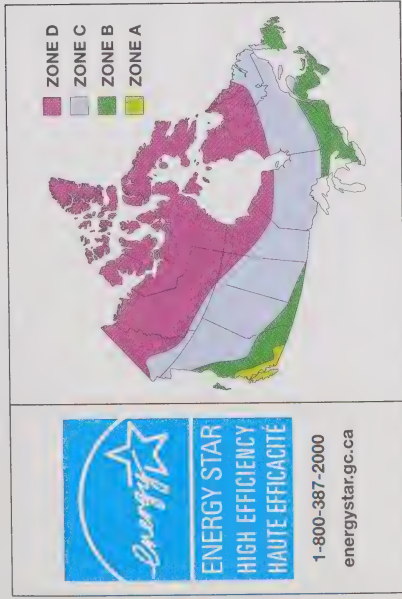 energy
ENERGY STAR
HIGH EFFICIENCY
HAUTE EFFICACITÉ
1-800-387-2000
energystar.gc.ca
ZONE D
ZONE C
ZONE B
ZONE A